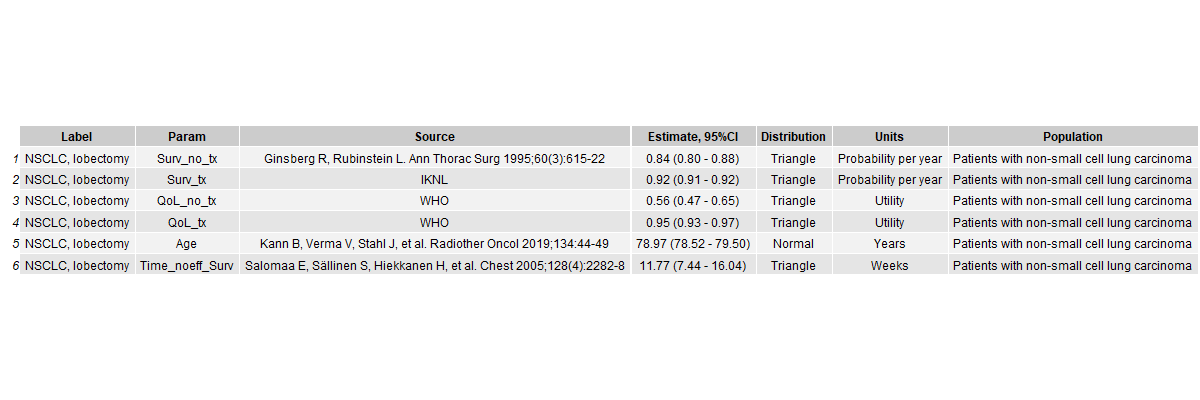 Label Param Source Estimate, 95%CI Distribution Units Population
1 NSCLC, lobectomy Surv_no_tx Ginsberg R, Rubinstein L. Ann Thorac Surg 1995;60(3):615-22 0.84 (0.80 - 0.88) Triangle Probability per year Patients with non-small cell lung carcinoma
2 NSCLC, lobectomy Surv_tx IKNL 0.92 (0.91 - 0.92) Triangle Probability per year Patients with non-small cell lung carcinoma
3 NSCLC, lobectomy QoL_no_tx WHO 0.56 (0.47 - 0.65) Triangle Utility Patients with non-small cell lung carcinoma
4 NSCLC, lobectomy QoL_tx WHO 0.95 (0.93 - 0.97) Triangle Utility Patients with non-small cell lung carcinoma
5 NSCLC, lobectomy Age Kann B, Verma V, Stahl J, et al. Radiother Oncol 2019;134:44-49 78.97 (78.52 - 79.50) Normal Years Patients with non-small cell lung carcinoma
6 NSCLC, lobectomy Time_noeff_Surv Salomaa E, Sällinen S, Hiekkanen H, et al. Chest 2005;128(4):2282-8 11.77 (7.44 - 16.04) Triangle Weeks Patients with non-small cell lung carcinoma